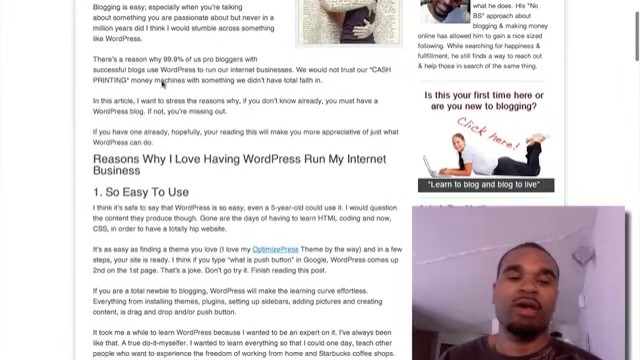 Blogging is easy; especially when you're talking
about something you are passionate about but never in a
million years did I think I would stumble across something
like WordPress.
There's a reason why 99.9% of us pro bloggers with
successful blogs use WordPress to run our internet businesses. We would not trust our "CASH
PRINTING" money machines with something we didn't have total faith in.
In this article, I want to stress the reasons why, if you don't know already, you must have a
WordPress blog. If not, you're missing out.
If you have one already, hopefully, your reading this will make you more appreciative of just what
WordPress can do.
Reasons Why I Love Having WordPress Run My Internet
Business
1. So Easy To Use
I think it's safe to say that WordPress is so easy, even a 5-year-old could use it. I would question
the content they produce though. Gone are the days of having to learn HTML coding and now,
CSS, in order to have a totally hip website.
It's as easy as finding a theme you love (I love my OptimizePress Theme by the way) and in a few
steps, your site is ready. I think if you type "what is push button" in Google, WordPress comes up
2nd on the 1st page. That's a joke. Don't go try it. Finish reading this post.
If you are a total newbie to blogging, WordPress will make the learning curve effortless.
Everything from installing themes, plugins, setting up sidebars, adding pictures and creating
content, is drag and drop and/or push button.
It took me a while to learn WordPress because I wanted to be an expert on it. I've always been
like that. A true do-it-myselfer. I wanted to learn everything so that I could one day, teach other
people who want to experience the freedom of working from home and Starbucks coffee shops.
what he does. His "No
BS" approach about
blogging & making money
online has allowed him to gain a nice sized
following. While searching for happiness &
fulfillment, he still finds a way to reach out
& help those in search of the same thing.
Is this your first time here or
are you new to blogging?
Click here!
"Learn to blog and blog to live"